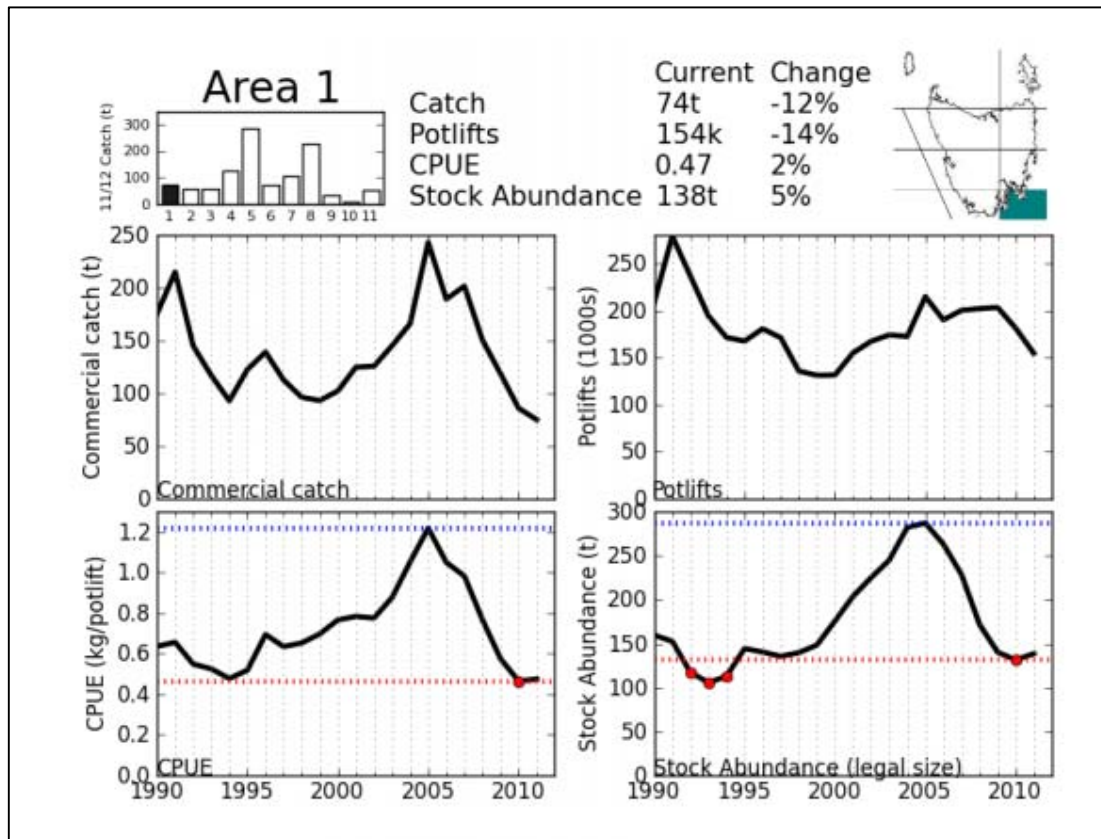 Area 1
11/12 Catch (t)
300
200
100
0
1 2 3 4 5 6 7 8 9 10 11
Current Change
Catch 74t -12%
Potlifts 154k -14%
CPUE 0.47 2%
Stock Abundance 138t 5%
Commercial catch (t)
250
200
150
100
50
0
Commercial catch
Potlifts (1000s)
250
200
150
100
50
0
Potlifts
CPUE (kg/potlift)
1.2
1.0
0.8
0.6
0.4
0.2
0.0
CPUE
1990 1995 2000 2005 2010
Stock Abundance (t)
300
250
200
150
100
50
0
Stock Abundance (legal size)
1990 1995 2000 2005 2010